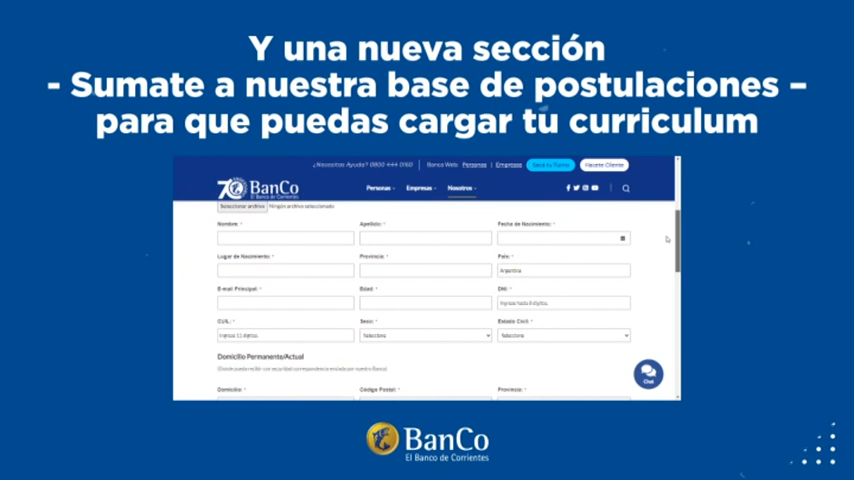 Y una nueva sección
- Sumate a nuestra base de postulaciones –
para que puedas cargar tu curriculum
¿Necesitas Ayuda? 0800 444 0160
Banca Web: Personas | Empresas
Hacete Cliente
70 BanCo
El Banco de Corrientes
Personas Empresas Nosotros
Seleccionar archivo Ningún archivo seleccionado
Nombre: * Apellido: * Fecha de Nacimiento: *
Lugar de Nacimiento: * Provincia: * País: *
Argentina
E-mail Principal: * Edad: * DNI: *
Ingresa hasta 8 dígitos.
CUIL: * Sexo: * Estado Civil: *
Ingresa 11 dígitos. Seleccione Seleccione
Domicilio Permanente/Actual
Domicilio: * Código Postal: * Provincia: *
Chat
BanCo
El Banco de Corrientes